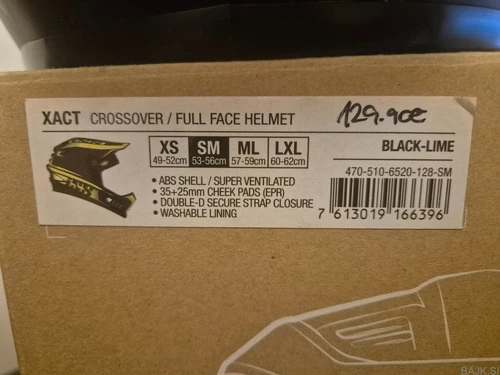 XACT CROSSOVER / FULL FACE HELMET
129.90€
XS SM ML LXL
49-52cm 53-56cm 57-59cm 60-62cm
BLACK-LIME
• ABS SHELL / SUPER VENTILATED
• 35+25mm CHEEK PADS (EPR)
• DOUBLE-D SECURE STRAP CLOSURE
• WASHABLE LINING
470-510-6520-128-SM
7 613019 166396
BAJK.SI